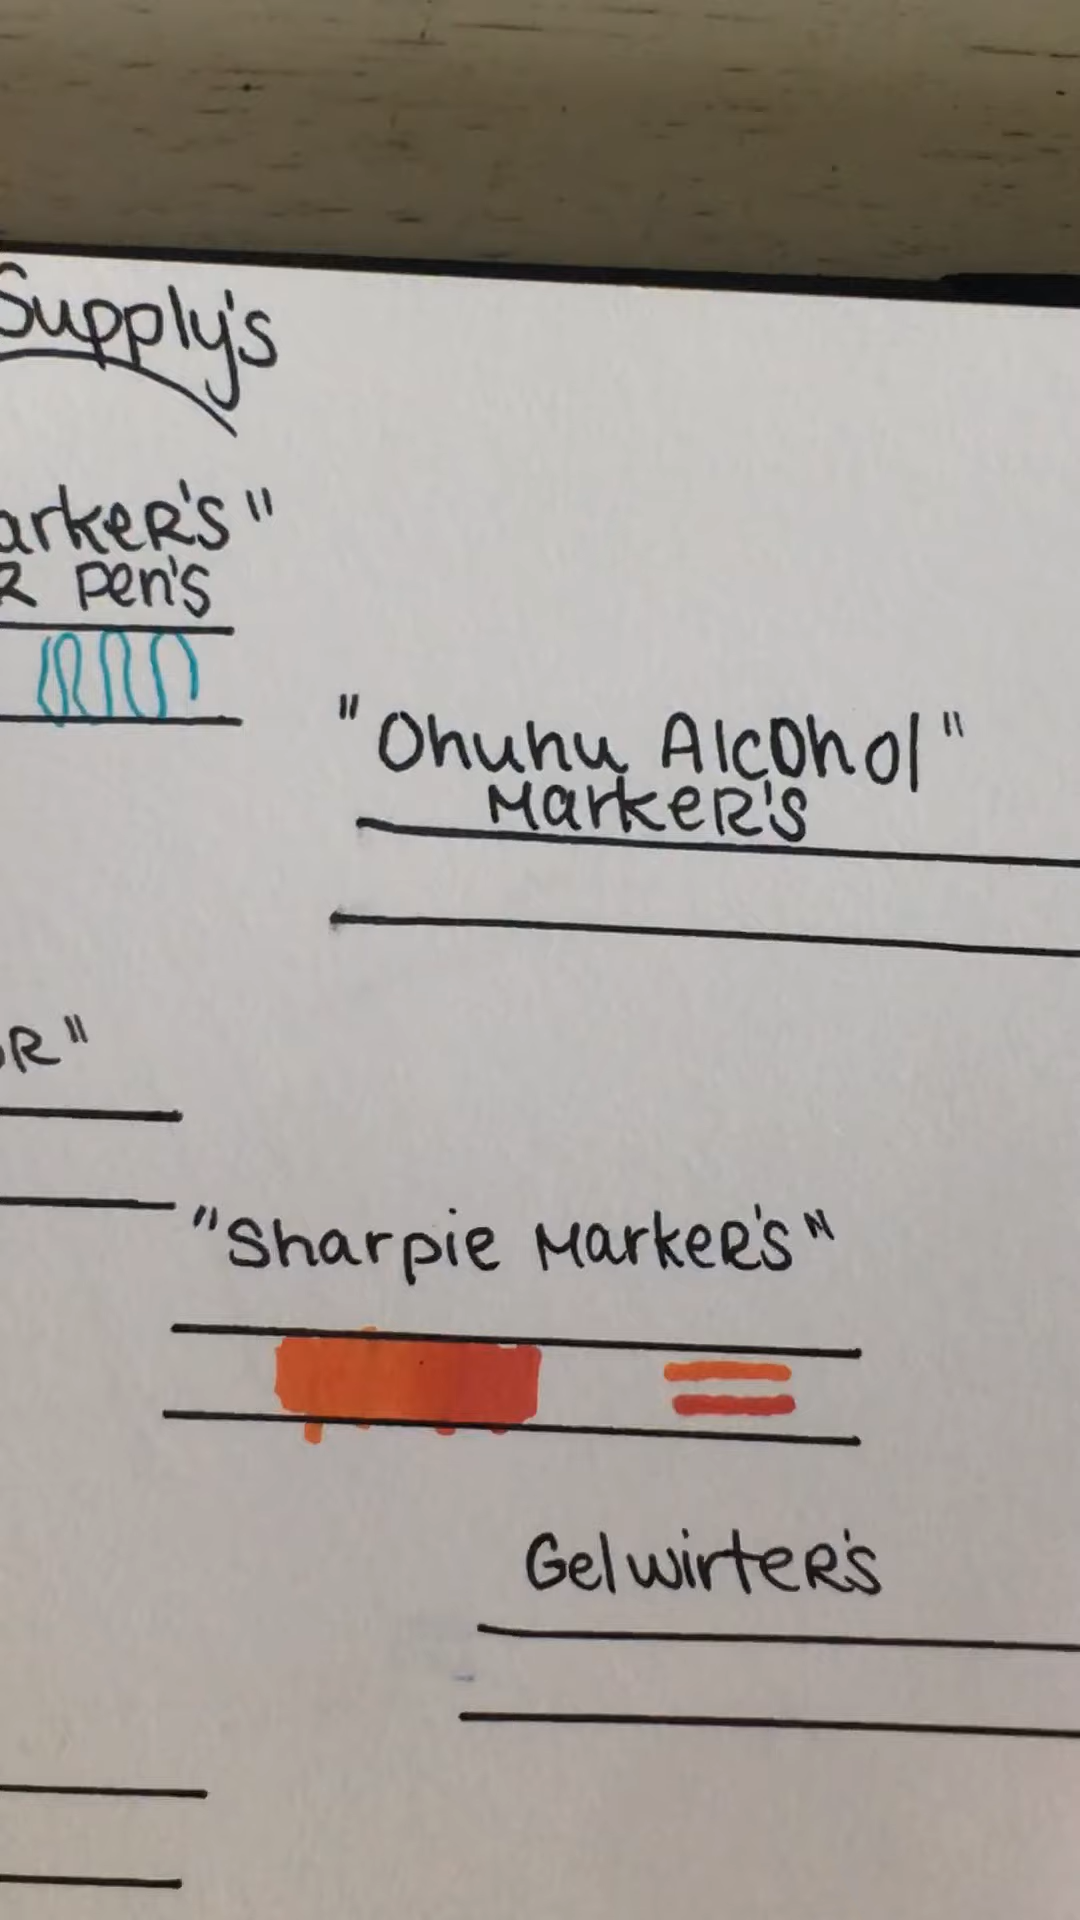 Supply's
arker's"
R Pen's
"Ohuhu Alcohol"
Marker's
R"
"Sharpie Marker's"
Gelwirter's